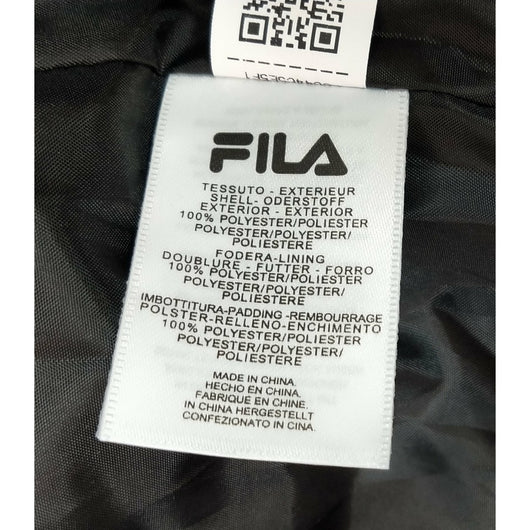 FILA
TESSUTO - EXTERIEUR
SHELL- ODERSTOFF
EXTERIOR - EXTERIOR
100% POLYESTER/POLIESTER
POLYESTER/POLYESTER/
POLIESTERE
FODERA-LINING
DOUBLURE - FUTTER - FORRO
100% POLYESTER/POLIESTER
POLYESTER/POLYESTER/
POLIESTERE
IMBOTTITURA-PADDING -REMBOURRAGE
POLSTER-RELLENO-ENCHIMENTO
100% POLYESTER/POLIESTER
POLYESTER/POLYESTER/
POLIESTERE
MADE IN CHINA.
HECHO EN CHINA.
FABRIQUE EN CHINE.
IN CHINA HERGESTELLT
CONFEZIONATO IN CINA.